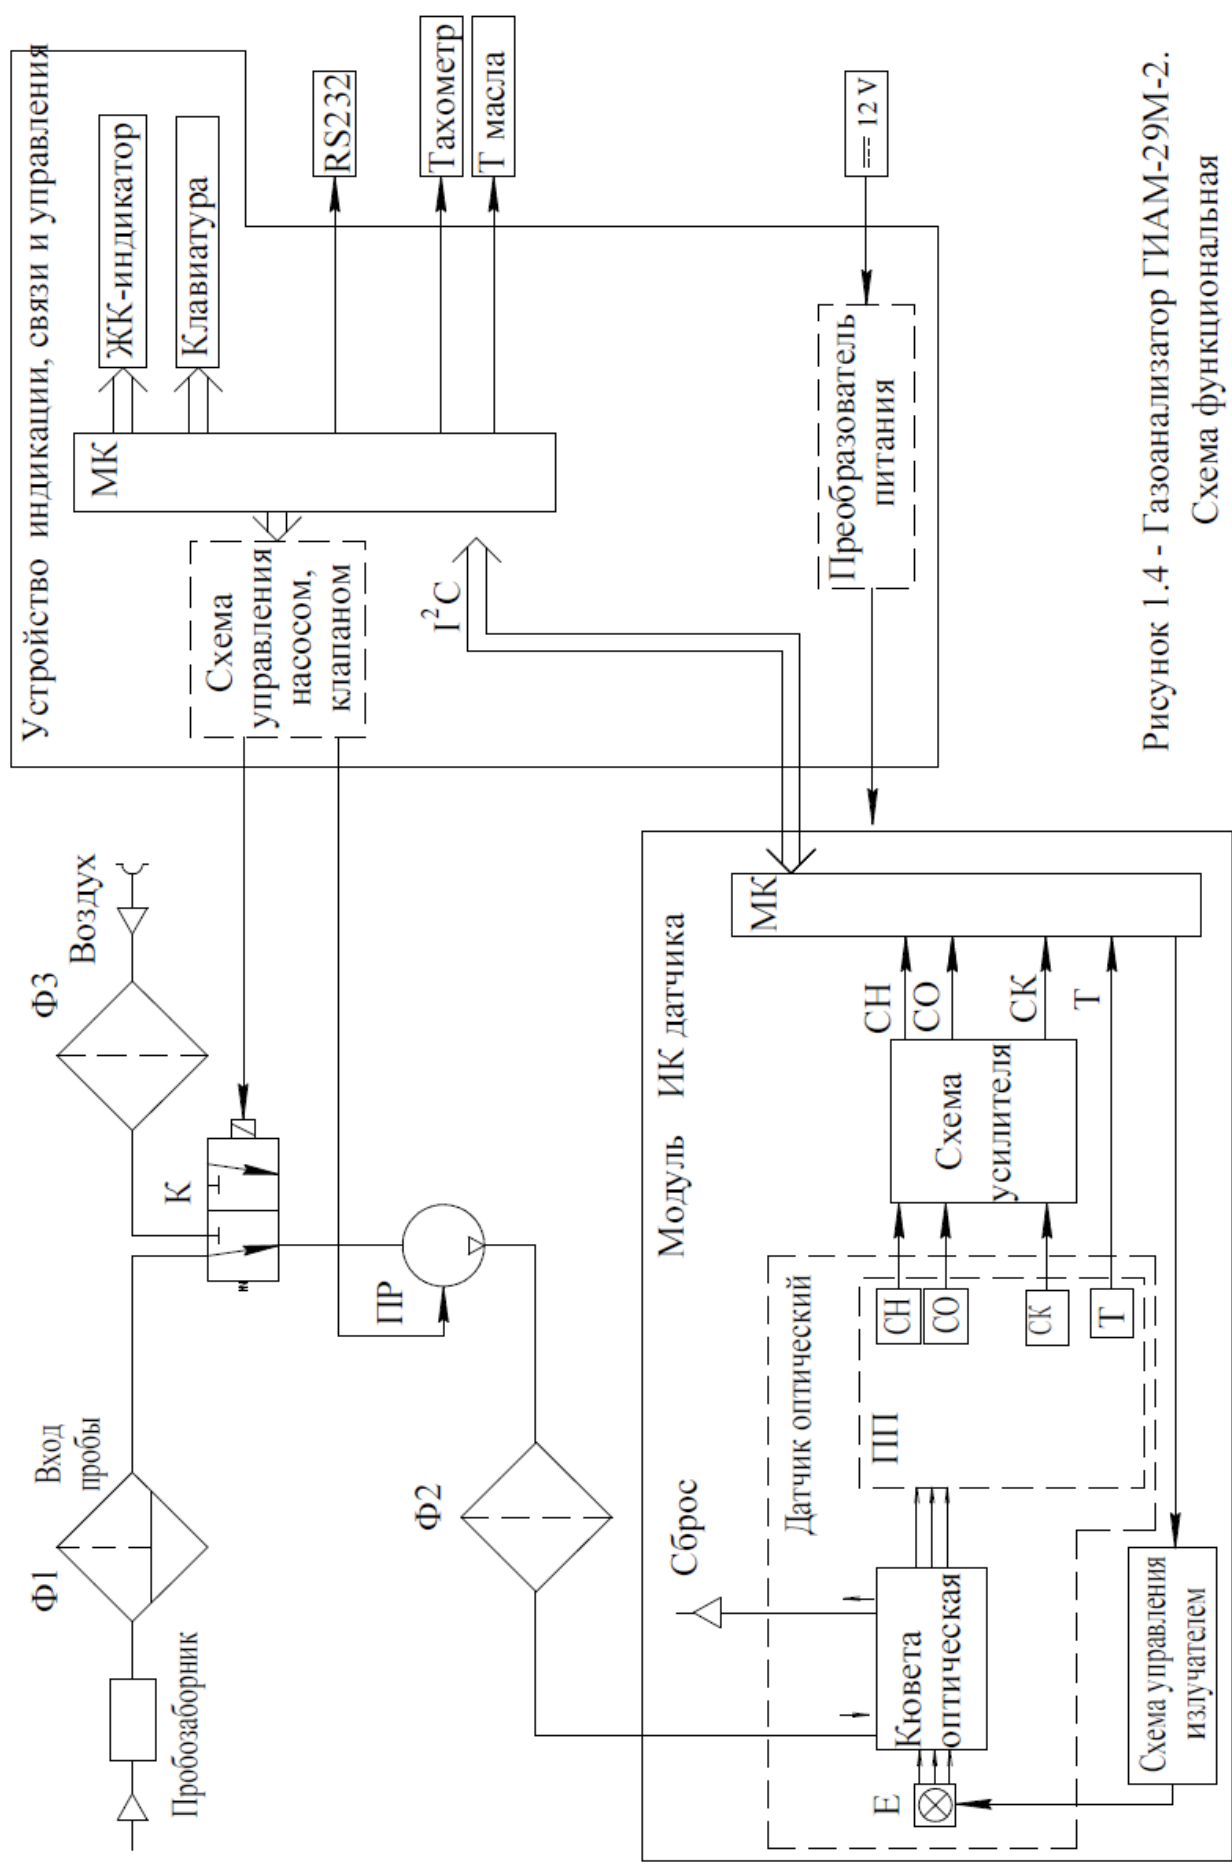 Пробозаборник
Ф1
Вход
пробы
Ф3
Воздух
К
ПР
Ф2
Устройство индикации, связи и управления
МК
ЖК-индикатор
Клавиатура
RS232
Тахометр
Т масла
Схема
управления
насосом,
клапаном
I²C
Преобразователь
питания
12 V
Модуль ИК датчика
Сброс
Датчик оптический
Е
Кювета
оптическая
ПП
СН
СО
СК
Т
Схема
усилителя
СН
СО
СК
Т
МК
Схема управления
излучателем
Рисунок 1.4 - Газоанализатор ГИАМ-29М-2.
Схема функциональная